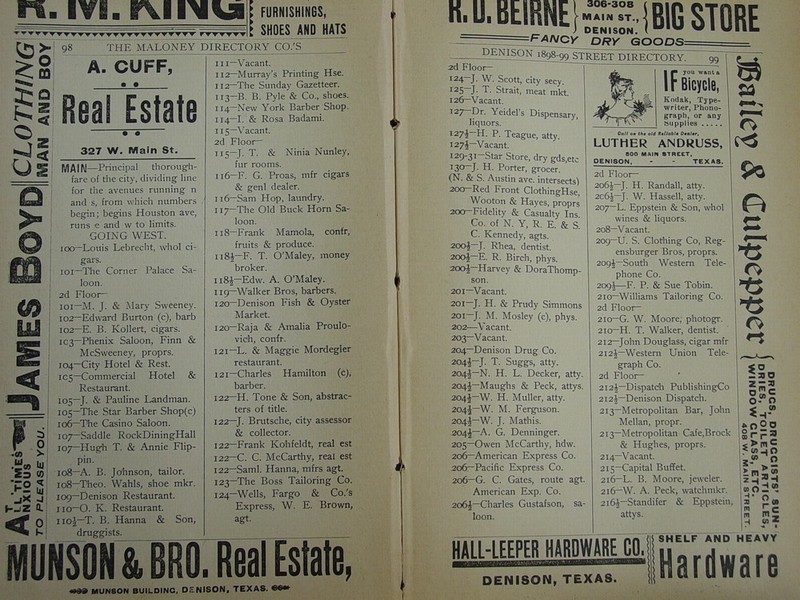 R. M. KING
FURNISHINGS,
SHOES AND HATS
JAMES BOYD
CLOTHING
MAN AND BOY
AT ALL TIMES
ANXIOUS
TO PLEASE YOU.
98 THE MALONEY DIRECTORY CO.'S
A. CUFF,
Real Estate
327 W. Main St.
MAIN—Principal thorough-
fare of the city, dividing line
for the avenues running n
and s, from which numbers
begin; begins Houston ave,
runs e and w to limits.
GOING WEST.
100—Louis Lebrecht, whol ci-
gars.
101—The Corner Palace Sa-
loon.
2d Floor—
101—M. J. & Mary Sweeney.
102—Edward Burton (c), barb
102—E. B. Kollert, cigars.
103—Phenix Saloon, Finn &
McSweeney, proprs.
104—City Hotel & Rest.
105—Commercial Hotel &
Restaurant.
105—J. & Pauline Landman.
105—The Star Barber Shop(c)
106—The Casino Saloon.
107—Saddle RockDiningHall
107—Hugh T. & Annie Flip-
pin.
108—A. B. Johnson, tailor.
108—Theo. Wahls, shoe mkr.
109—Denison Restaurant.
110—O. K. Restaurant.
110½—T. B. Hanna & Son,
druggists.
111—Vacant.
112—Murray's Printing Hse.
112—The Sunday Gazetteer.
113—B. B. Pyle & Co., shoes.
114—New York Barber Shop.
114—I. & Rosa Badami.
115—Vacant.
2d Floor—
115—J. T. & Ninia Nunley,
fur rooms.
116—F. G. Proas, mfr cigars
& genl dealer.
116—Sam Hop, laundry.
117—The Old Buck Horn Sa-
loon.
118—Frank Mamola, confr,
fruits & produce.
118½—F. T. O'Maley, money
broker.
118½—Edw. A. O'Maley.
119—Walker Bros, barbers.
120—Denison Fish & Oyster
Market.
120—Raja & Amalia Proulo-
vich, confr.
121—L. & Maggie Mordegler
restaurant.
121—Charles Hamilton (c),
barber.
122—H. Tone & Son, abstrac-
ters of title.
122—J. Brutsche, city assessor
& collector.
122—Frank Kohfeldt, real est
122—C. C. McCarthy, real est
122—Saml. Hanna, mfrs agt.
123—The Boss Tailoring Co.
124—Wells, Fargo & Co.'s
Express, W. E. Brown,
agt.
MUNSON & BRO. Real Estate,
MUNSON BUILDING, DENISON, TEXAS.
R. D. BEIRNE
306-308
MAIN ST.,
DENISON.
BIG STORE
FANCY DRY GOODS
DENISON 1898-99 STREET DIRECTORY. 99
2d Floor—
124—J. W. Scott, city secy.
125—J. T. Strait, meat mkt.
126—Vacant.
127—Dr. Yeidel's Dispensary,
liquors.
127½—H. P. Teague, atty.
127½—Vacant.
129-31—Star Store, dry gds,etc
130—J. H. Porter, grocer.
(N. & S. Austin ave. intersects)
200—Red Front ClothingHse,
Wooton & Hayes, proprs
200—Fidelity & Casualty Ins.
Co. of N. Y, R. E. & S.
C. Kennedy, agts.
200½—J. Rhea, dentist.
200½—E. R. Birch, phys.
200½—Harvey & DoraThomp-
son.
201—Vacant.
201—J. H. & Prudy Simmons
201—J. M. Mosley (c), phys.
202—Vacant.
203—Vacant.
204—Denison Drug Co.
204½—J. T. Suggs, atty.
204½—N. H. L. Decker, atty.
204½—Maughs & Peck, attys.
204½—W. H. Muller, atty.
204½—W. M. Ferguson.
204½—W. J. Mathis.
204½—A. G. Denninger.
205—Owen McCarthy, hdw.
206—American Express Co.
206—Pacific Express Co.
206—G. C. Gates, route agt.
American Exp. Co.
206½—Charles Gustafson, sa-
loon.
IF you want a
Bicycle,
Kodak, Type-
writer, Phono-
graph, or any
Supplies .....
Call on the old Reliable Dealer,
LUTHER ANDRUSS,
500 MAIN STREET,
DENISON, - - TEXAS.
2d Floor—
206½—J. H. Randall, atty.
206½—J. W. Hassell, atty.
207—L. Eppstein & Son, whol
wines & liquors.
208—Vacant.
209—U. S. Clothing Co, Reg-
ensburger Bros, proprs.
209½—South Western Tele-
phone Co.
209½—F. P. & Sue Tobin.
210—Williams Tailoring Co.
2d Floor—
210—G. W. Moore, photogr.
210—H. T. Walker, dentist.
212—John Douglass, cigar mfr
212½—Western Union Tele-
graph Co.
2d Floor—
212½—Dispatch PublishingCo
212½—Denison Dispatch.
213—Metropolitan Bar, John
Mellan, propr.
213—Metropolitan Cafe,Brock
& Hughes, proprs.
214—Vacant.
215—Capital Buffet.
216—L. B. Moore, jeweler.
216—W. A. Peck, watchmkr.
216½—Standifer & Eppstein,
attys.
Bailey & Culpepper
DRUGS, DRUGGISTS' SUN-
DRIES, TOILET ARTICLES,
WINDOW GLASS, ETC.
408 W. MAIN STREET.
HALL-LEEPER HARDWARE CO.
DENISON, TEXAS.
SHELF AND HEAVY
Hardware